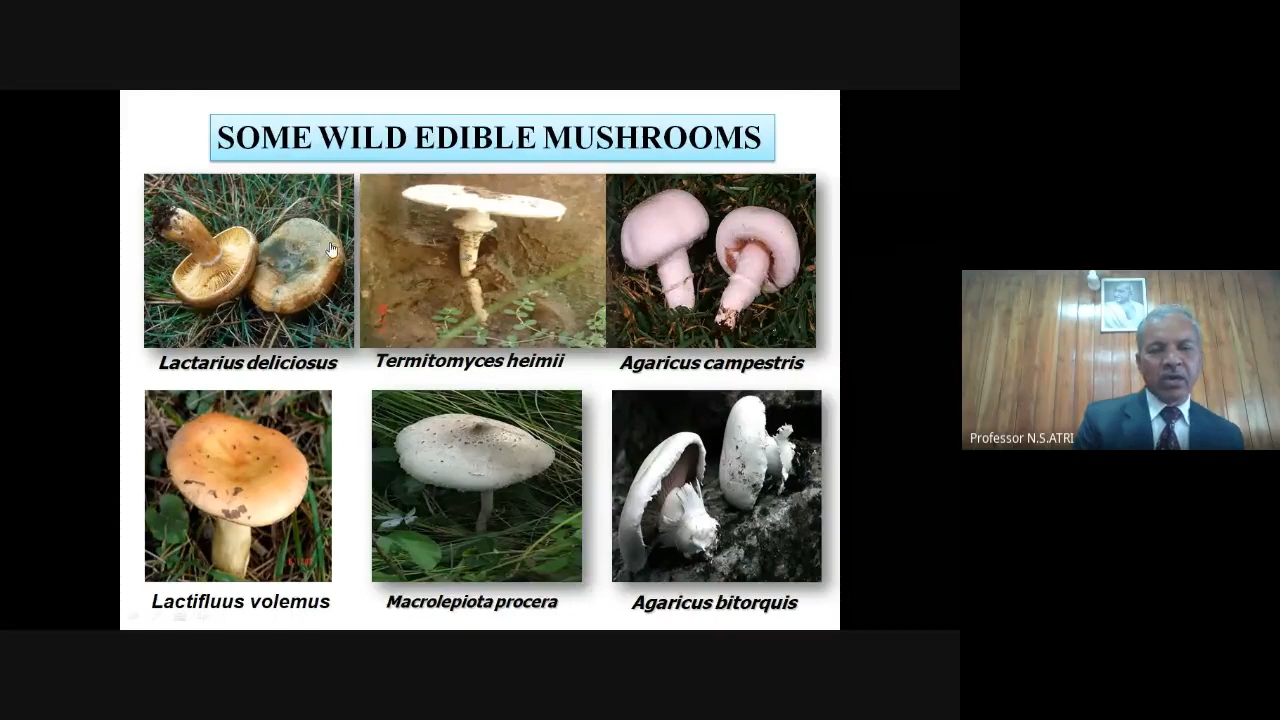 SOME WILD EDIBLE MUSHROOMS
Lactarius deliciosus
Termitomyces heimii
Agaricus campestris
Lactifluus volemus
Macrolepiota procera
Agaricus bitorquis
Professor N.S.ATRI